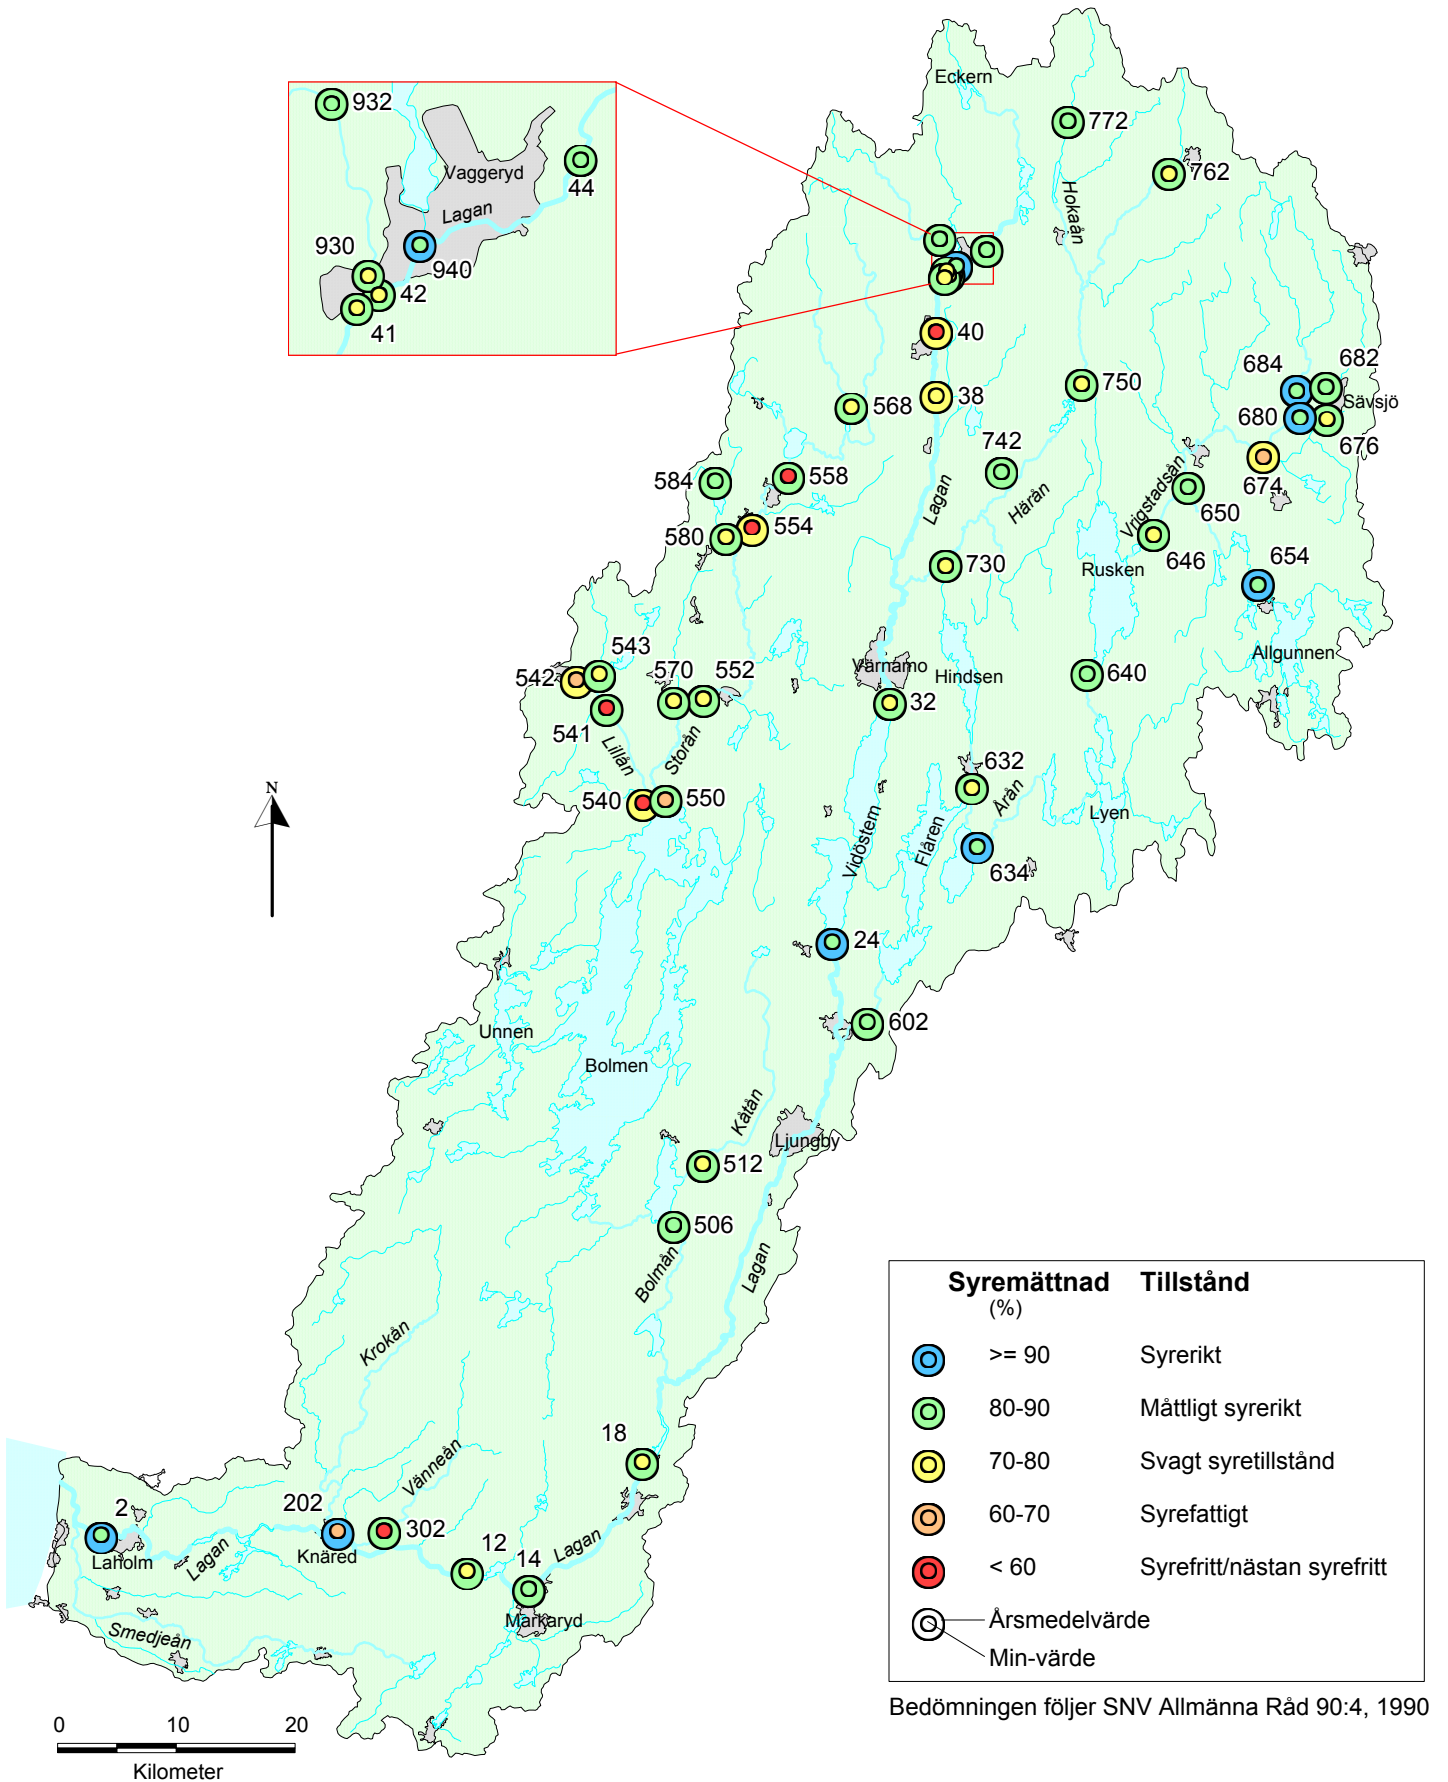 Eckern
932
772
Vaggeryd
762
44
Hokaån
Lagan
930
940
42
41
40
684
682
750
38
Sävsjö
568
680
676
742
674
584
558
Lagan
Härån
Vrigstadsån
650
554
580
646
654
730
Rusken
543
Allgunnen
570
552
Värnamo
542
Hindsen
640
32
541
Lillån
Storån
632
N
540
550
Årån
Lyen
Vidöstern
Flåren
634
24
602
Unnen
Bolmen
Kåtån
Ljungby
512
506
Bolmån
Lagan
Syremättnad Tillstånd
(%)
>= 90 Syrerikt
80-90 Måttligt syrerikt
70-80 Svagt syretillstånd
60-70 Syrefattigt
< 60 Syrefritt/nästan syrefritt
Årsmedelvärde
Min-värde
Bedömningen följer SNV Allmänna Råd 90:4, 1990
Krokån
18
Vänneån
2
202
302
12
14
Lagan
Laholm
Lagan
Knäred
Markaryd
Smedjeån
0 10 20
Kilometer